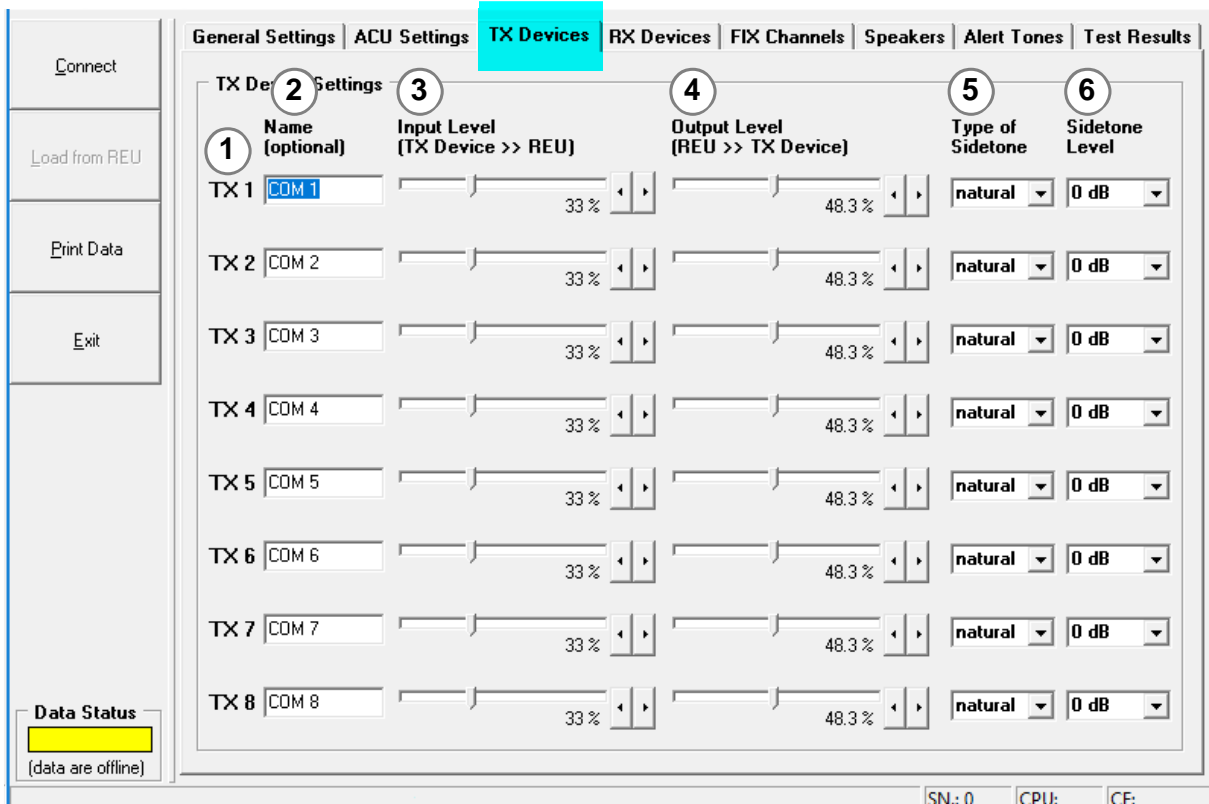 Connect
Load from REU
Print Data
Exit
Data Status
(data are offline)
General Settings ACU Settings TX Devices RX Devices FIX Channels Speakers Alert Tones Test Results
TX De Settings
2 3 4 5 6
Name (optional) Input Level (TX Device >> REU) Output Level (REU >> TX Device) Type of Sidetone Sidetone Level
1
TX 1 COM 1 33 % 48.3 % natural 0 dB
TX 2 COM 2 33 % 48.3 % natural 0 dB
TX 3 COM 3 33 % 48.3 % natural 0 dB
TX 4 COM 4 33 % 48.3 % natural 0 dB
TX 5 COM 5 33 % 48.3 % natural 0 dB
TX 6 COM 6 33 % 48.3 % natural 0 dB
TX 7 COM 7 33 % 48.3 % natural 0 dB
TX 8 COM 8 33 % 48.3 % natural 0 dB
SN.: 0 CPU: CF: